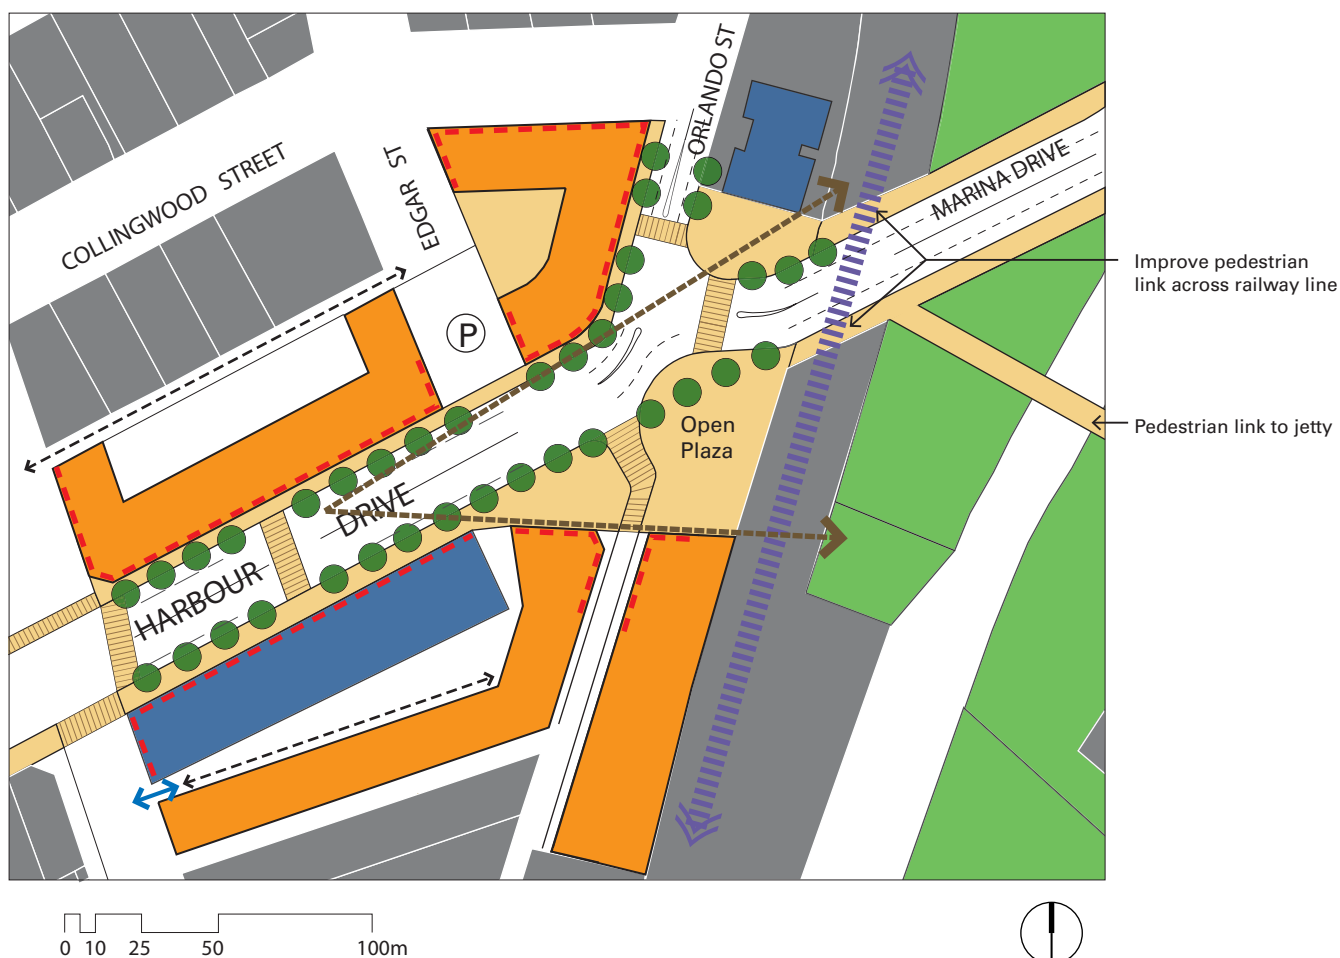 ORLANDO ST
COLLINGWOOD STREET
EDGAR ST
MARINA DRIVE
Improve pedestrian
link across railway line
P
Open
Plaza
Pedestrian link to jetty
HARBOUR DRIVE
0 10 25 50 100m